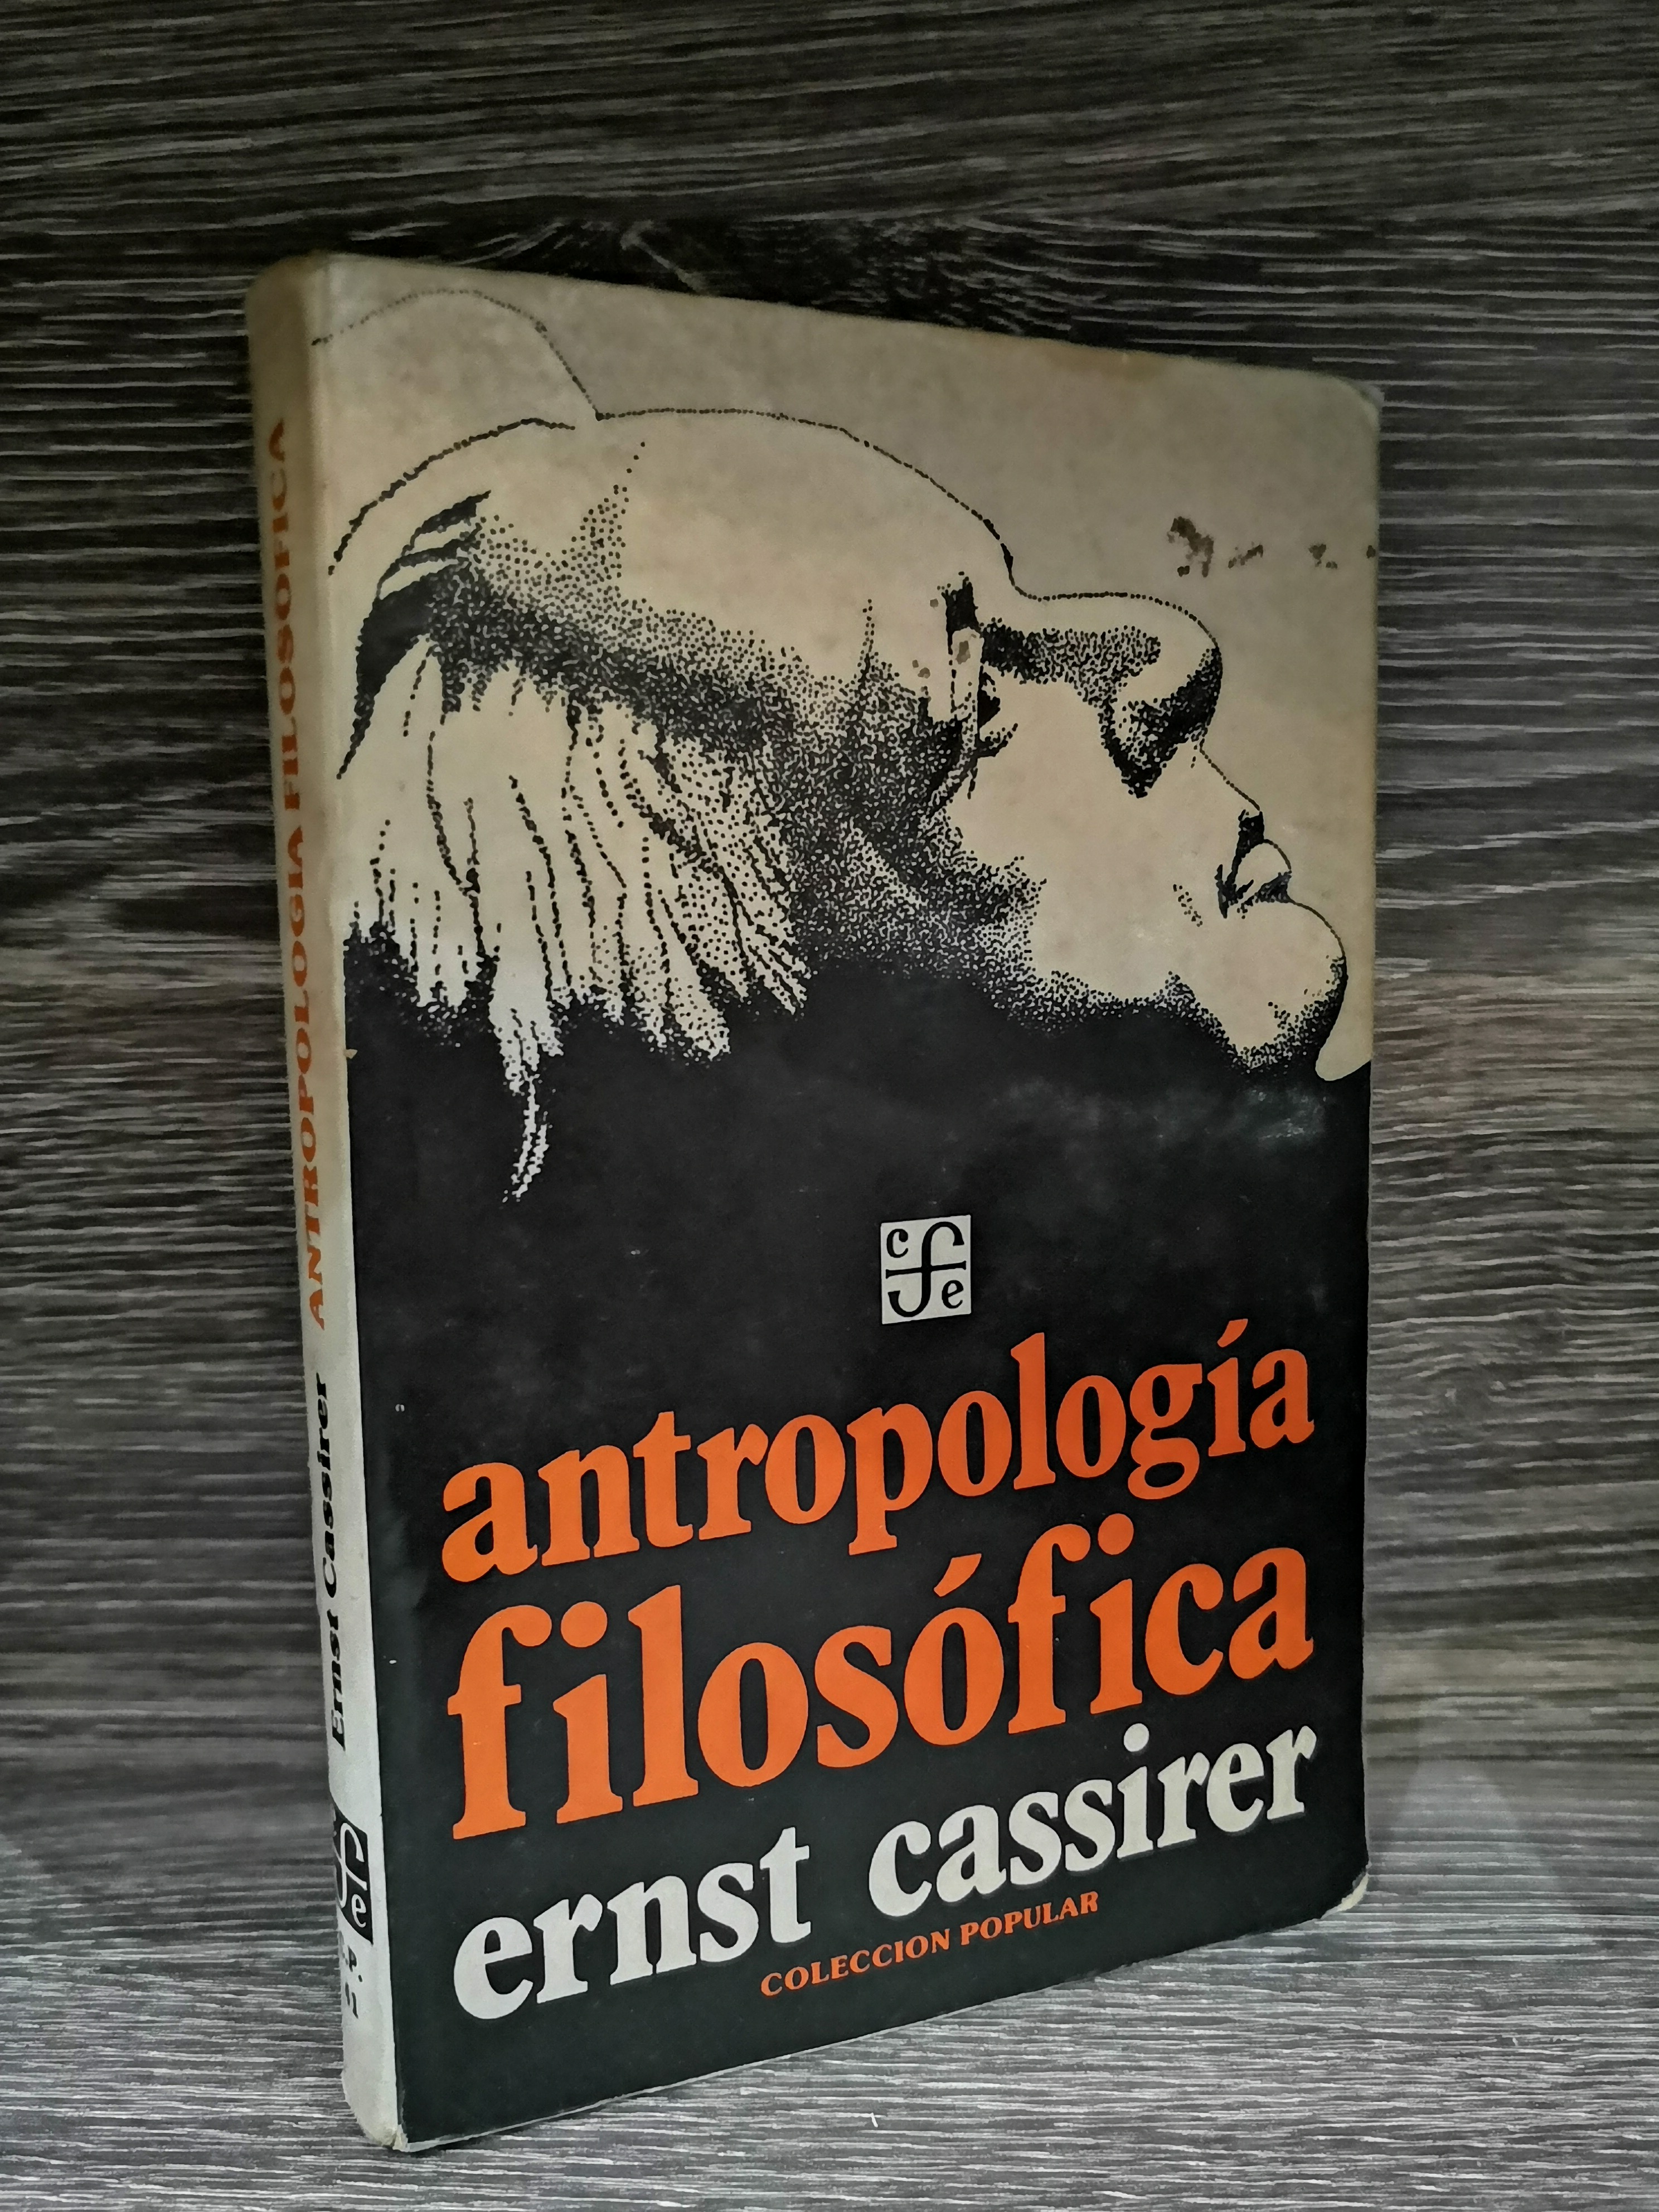 ANTROPOLOGIA FILOSOFICA
Ernst Cassirer
c f e
antropología
filosófica
ernst cassirer
COLECCION POPULAR